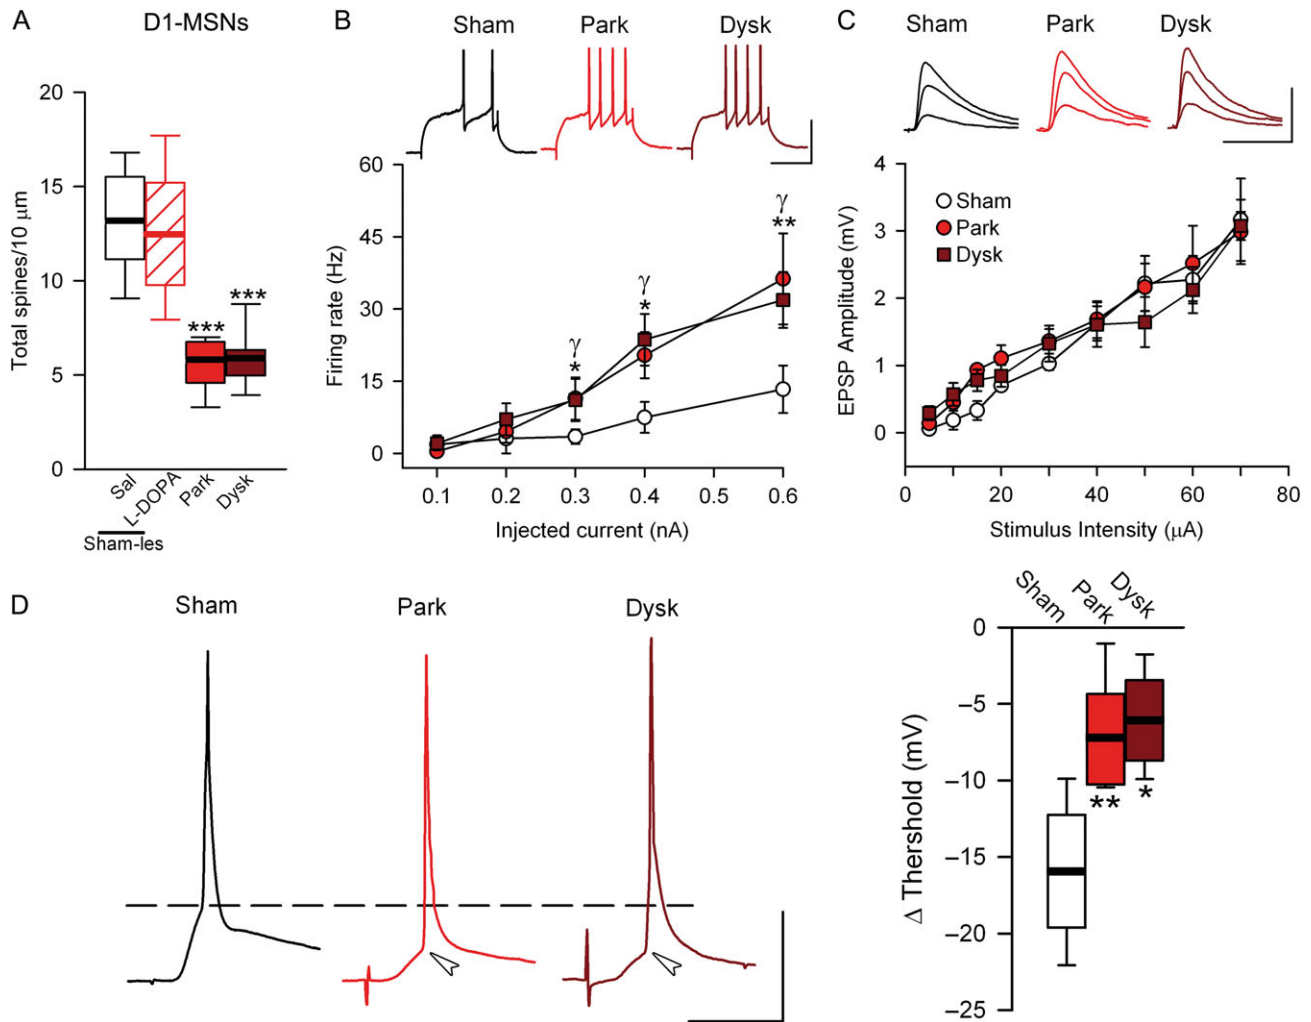 A
D1-MSNs
Total spines/10 μm
20
15
10
5
0
***
***
Sal
L-DOPA
Park
Dysk
Sham-les
B
Sham
Park
Dysk
Firing rate (Hz)
60
45
30
15
0
γ
*
γ
*
γ
**
0.1
0.2
0.3
0.4
0.5
0.6
Injected current (nA)
C
Sham
Park
Dysk
EPSP Amplitude (mV)
4
3
2
1
0
Sham
Park
Dysk
0
20
40
60
80
Stimulus Intensity (μA)
D
Sham
Park
Dysk
Sham
Park
Dysk
Δ Thershold (mV)
0
−5
−10
−15
−20
−25
**
*